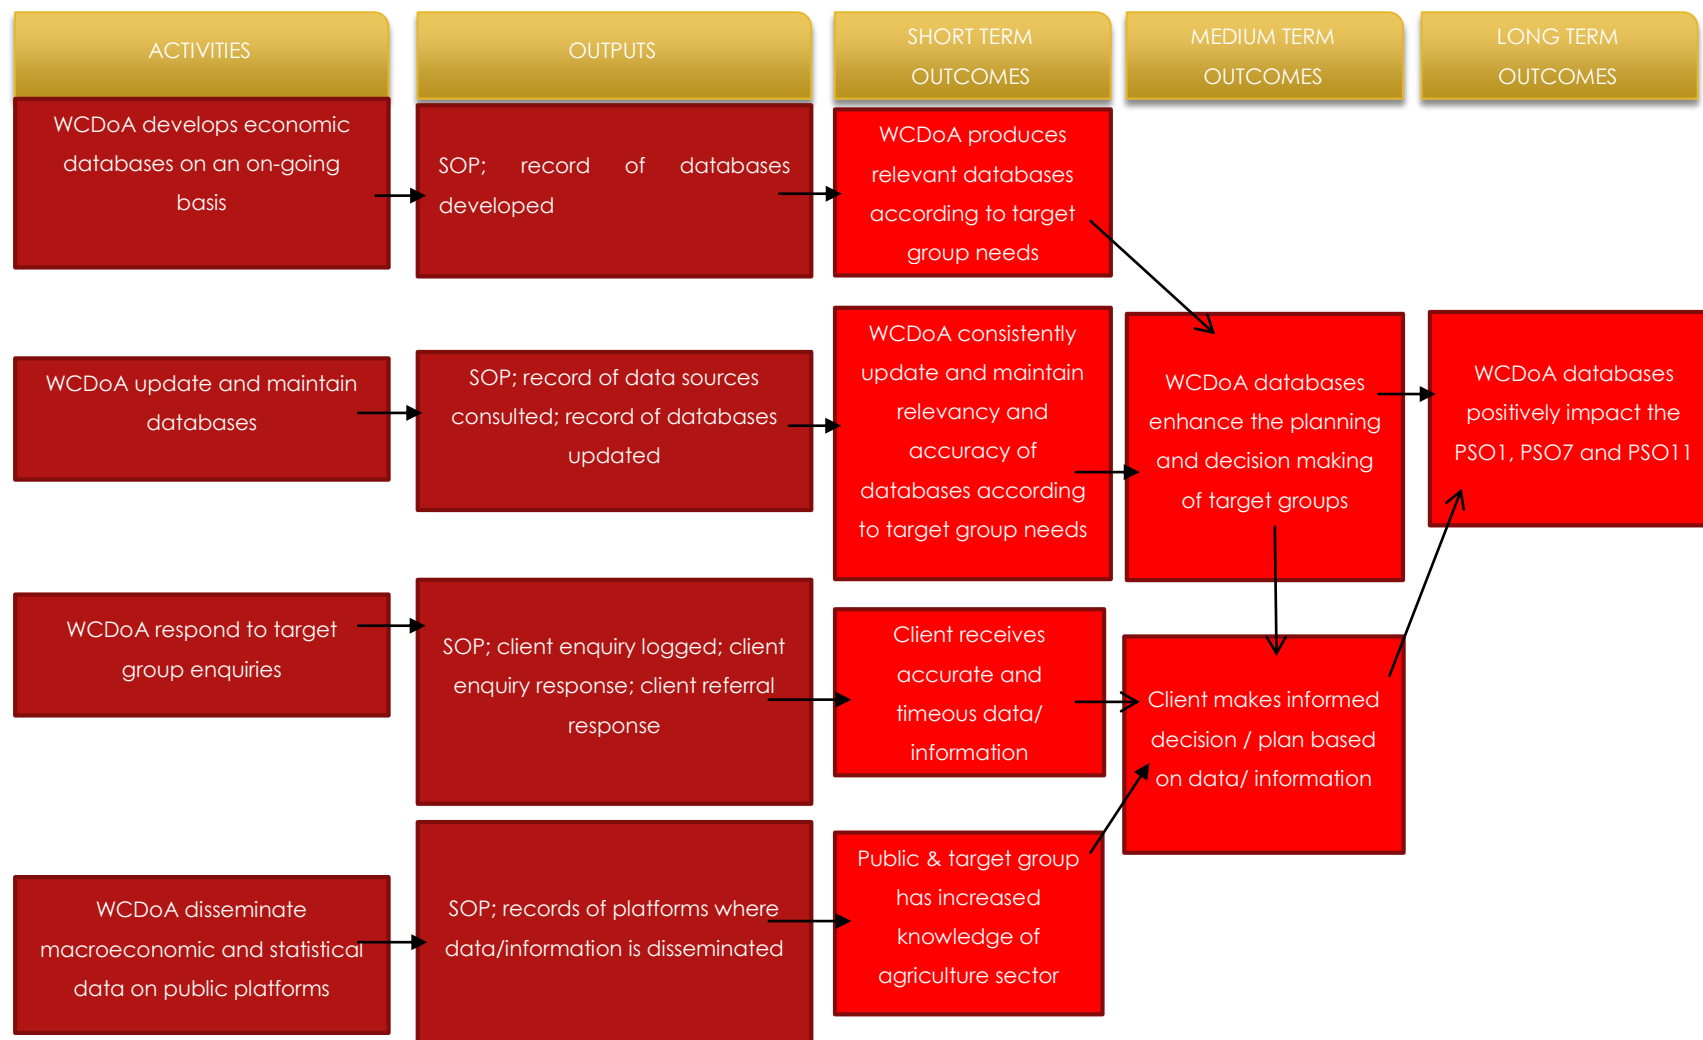 ACTIVITIES
OUTPUTS
SHORT TERM
OUTCOMES
MEDIUM TERM
OUTCOMES
LONG TERM
OUTCOMES
WCDoA develops economic
databases on an on-going
basis
SOP; record of databases
developed
WCDoA produces
relevant databases
according to target
group needs
WCDoA update and maintain
databases
SOP; record of data sources
consulted; record of databases
updated
WCDoA consistently
update and maintain
relevancy and
accuracy of
databases according
to target group needs
WCDoA databases
enhance the planning
and decision making
of target groups
WCDoA databases
positively impact the
PSO1, PSO7 and PSO11
WCDoA respond to target
group enquiries
SOP; client enquiry logged; client
enquiry response; client referral
response
Client receives
accurate and
timeous data/
information
Client makes informed
decision / plan based
on data/ information
WCDoA disseminate
macroeconomic and statistical
data on public platforms
SOP; records of platforms where
data/information is disseminated
Public & target group
has increased
knowledge of
agriculture sector